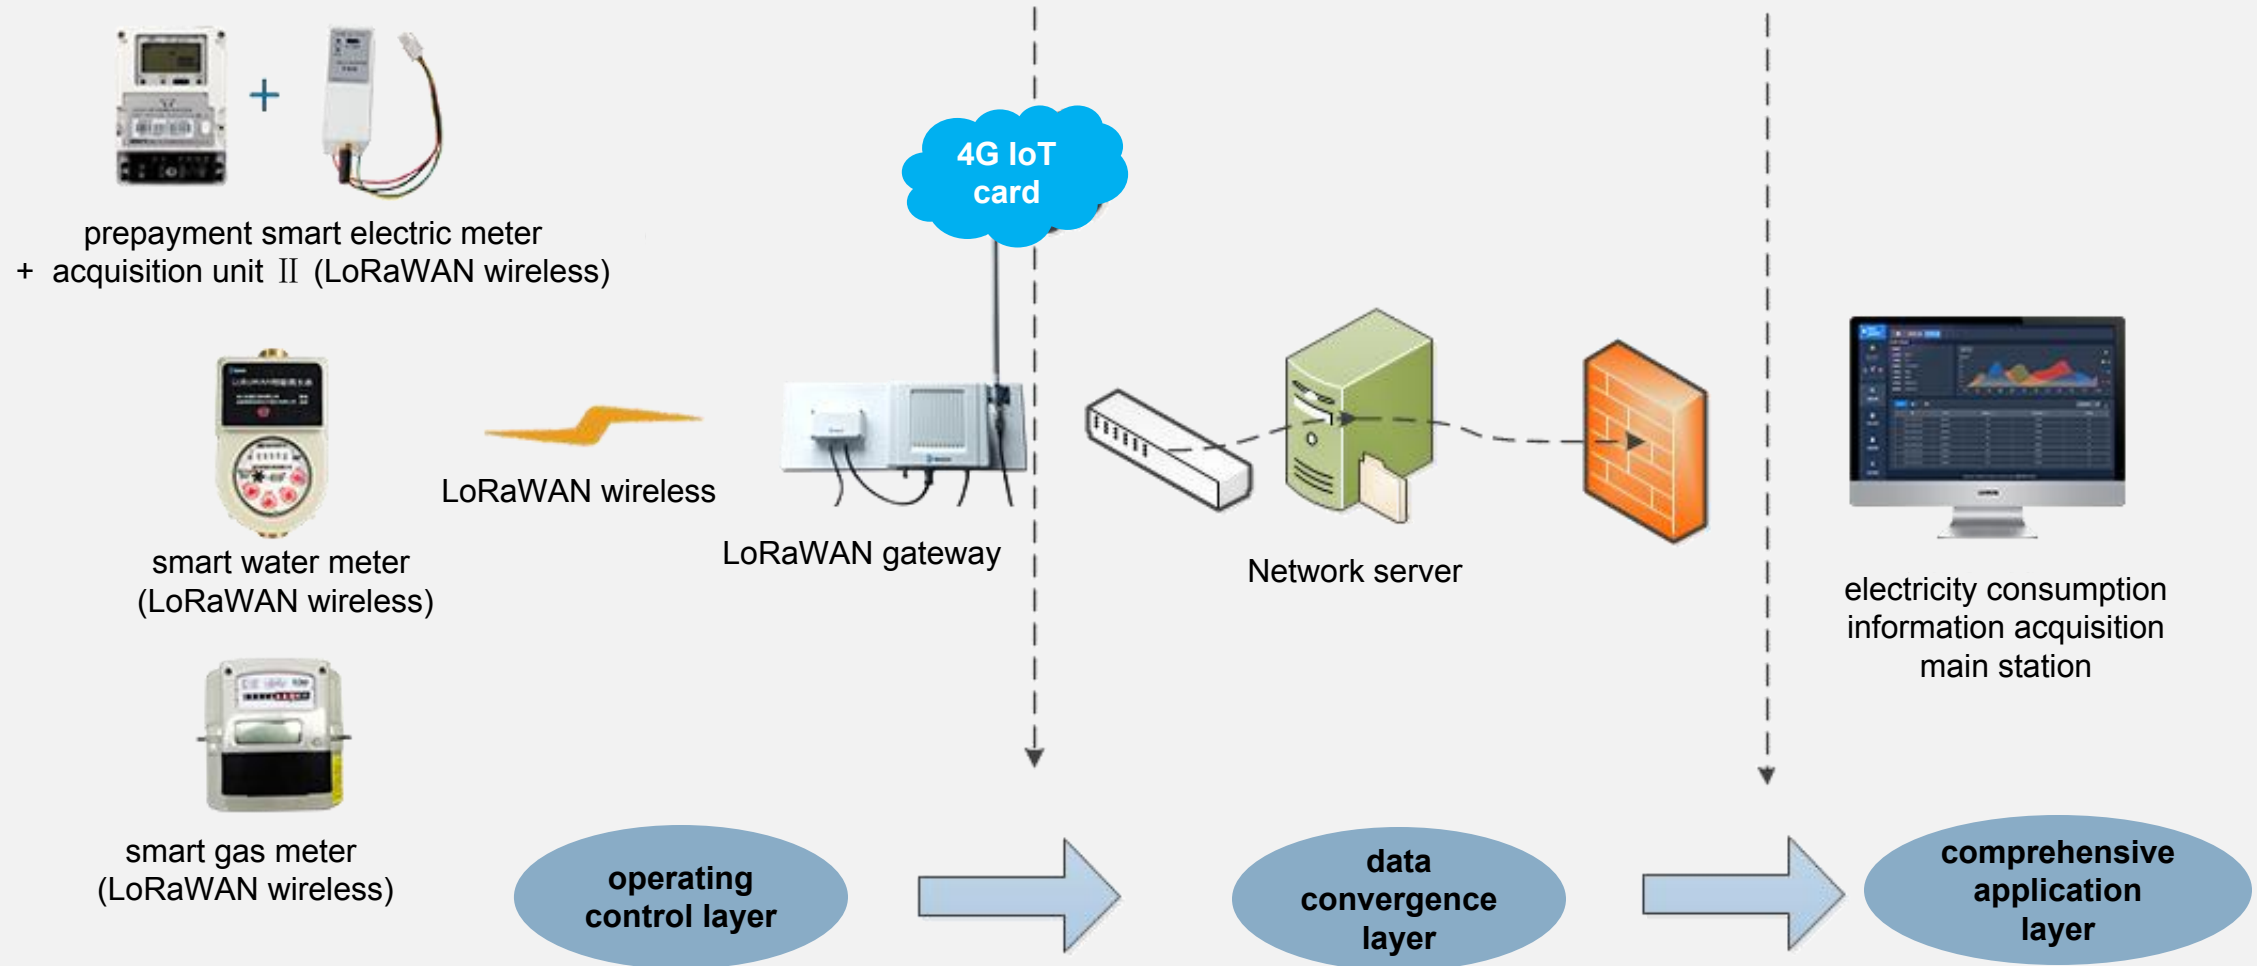 prepayment smart electric meter
+ acquisition unit Ⅱ (LoRaWAN wireless)
smart water meter
(LoRaWAN wireless)
smart gas meter
(LoRaWAN wireless)
LoRaWAN wireless
4G IoT
card
LoRaWAN gateway
Network server
electricity consumption
information acquisition
main station
operating
control layer
data
convergence
layer
comprehensive
application
layer